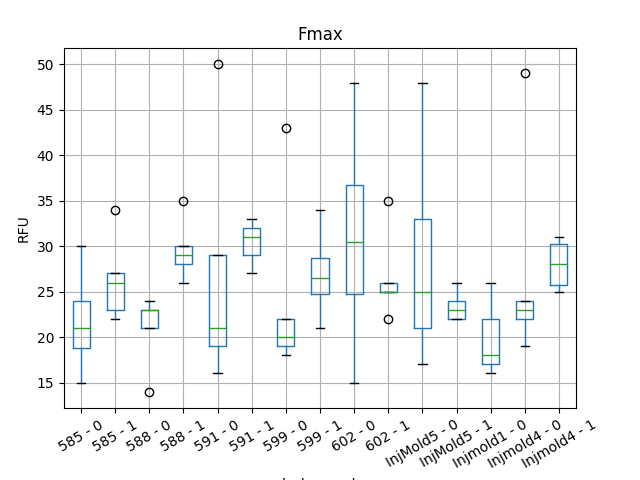 Fmax
RFU
50
45
40
35
30
25
20
15
585 - 0
585 - 1
588 - 0
588 - 1
591 - 0
591 - 1
599 - 0
599 - 1
602 - 0
602 - 1
InjMold5 - 0
InjMold5 - 1
Injmold1 - 0
Injmold4 - 0
Injmold4 - 1